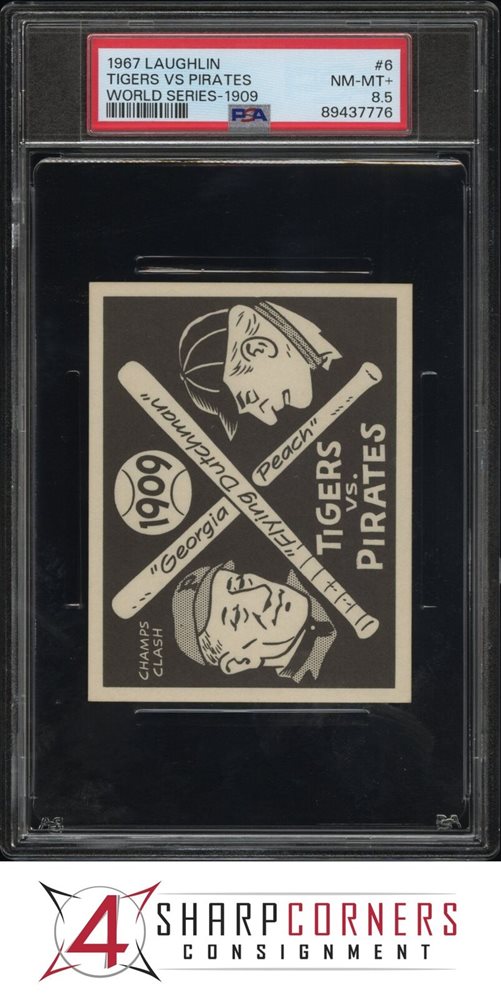 1967 LAUGHLIN #6
TIGERS VS PIRATES NM-MT+
WORLD SERIES-1909 8.5
PSA 89437776
"Flying Dutchman"
"Georgia Peach"
1909
TIGERS
VS.
PIRATES
CHAMPS
CLASH
4 SHARPCORNERS
CONSIGNMENT